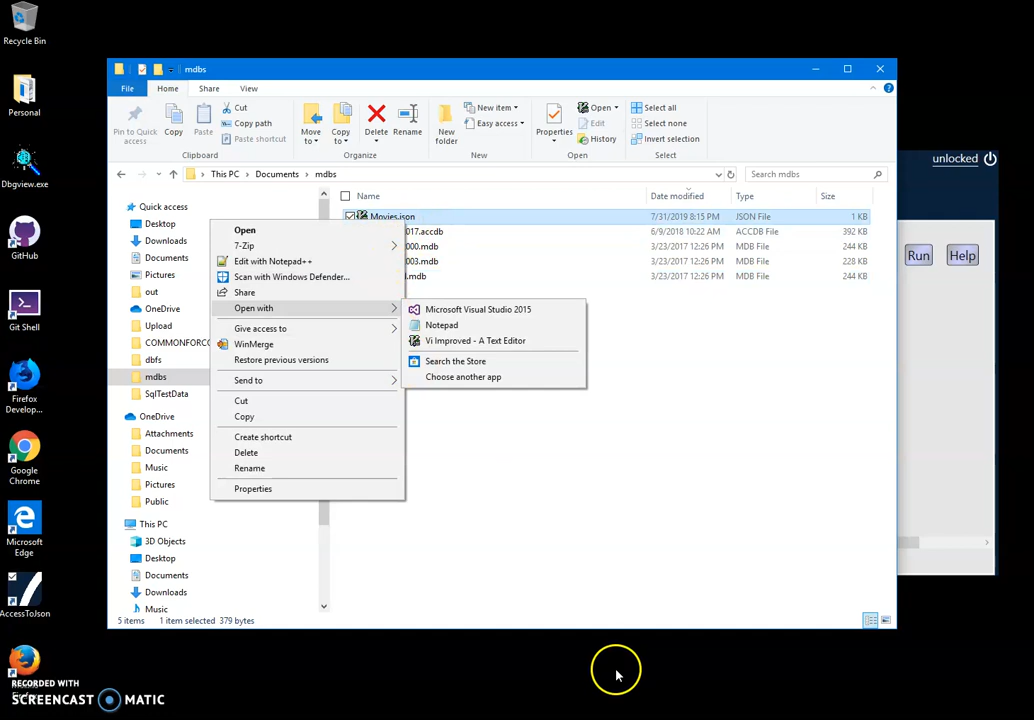 Recycle Bin
Personal
Dbgview.exe
GitHub
Git Shell
Firefox
Develop...
Google
Chrome
Microsoft
Edge
AccessToJson
RECORDED WITH
SCREENCAST MATIC
mdbs
File Home Share View
Pin to Quick
access
Copy
Paste
Cut
Copy path
Paste shortcut
Clipboard
Move
to
Copy
to
Delete
Rename
Organize
New
folder
New item
Easy access
New
Properties
Open
Edit
History
Open
Select all
Select none
Invert selection
Select
This PC > Documents > mdbs
Search mdbs
Quick access
Desktop
Downloads
Documents
Pictures
out
OneDrive
Upload
COMMONFORC
dbfs
mdbs
SqlTestData
OneDrive
Attachments
Documents
Music
Pictures
Public
This PC
3D Objects
Desktop
Documents
Downloads
Music
Name Date modified Type Size
Movies.json 7/31/2019 8:15 PM JSON File 1 KB
017.accdb 6/9/2018 10:22 AM ACCDB File 392 KB
000.mdb 3/23/2017 12:26 PM MDB File 244 KB
003.mdb 3/23/2017 12:26 PM MDB File 228 KB
.mdb 3/23/2017 12:26 PM MDB File 244 KB
Open
7-Zip
Edit with Notepad++
Scan with Windows Defender...
Share
Open with
Give access to
WinMerge
Restore previous versions
Send to
Cut
Copy
Create shortcut
Delete
Rename
Properties
Microsoft Visual Studio 2015
Notepad
Vi Improved - A Text Editor
Search the Store
Choose another app
5 items 1 item selected 379 bytes
unlocked
Run Help